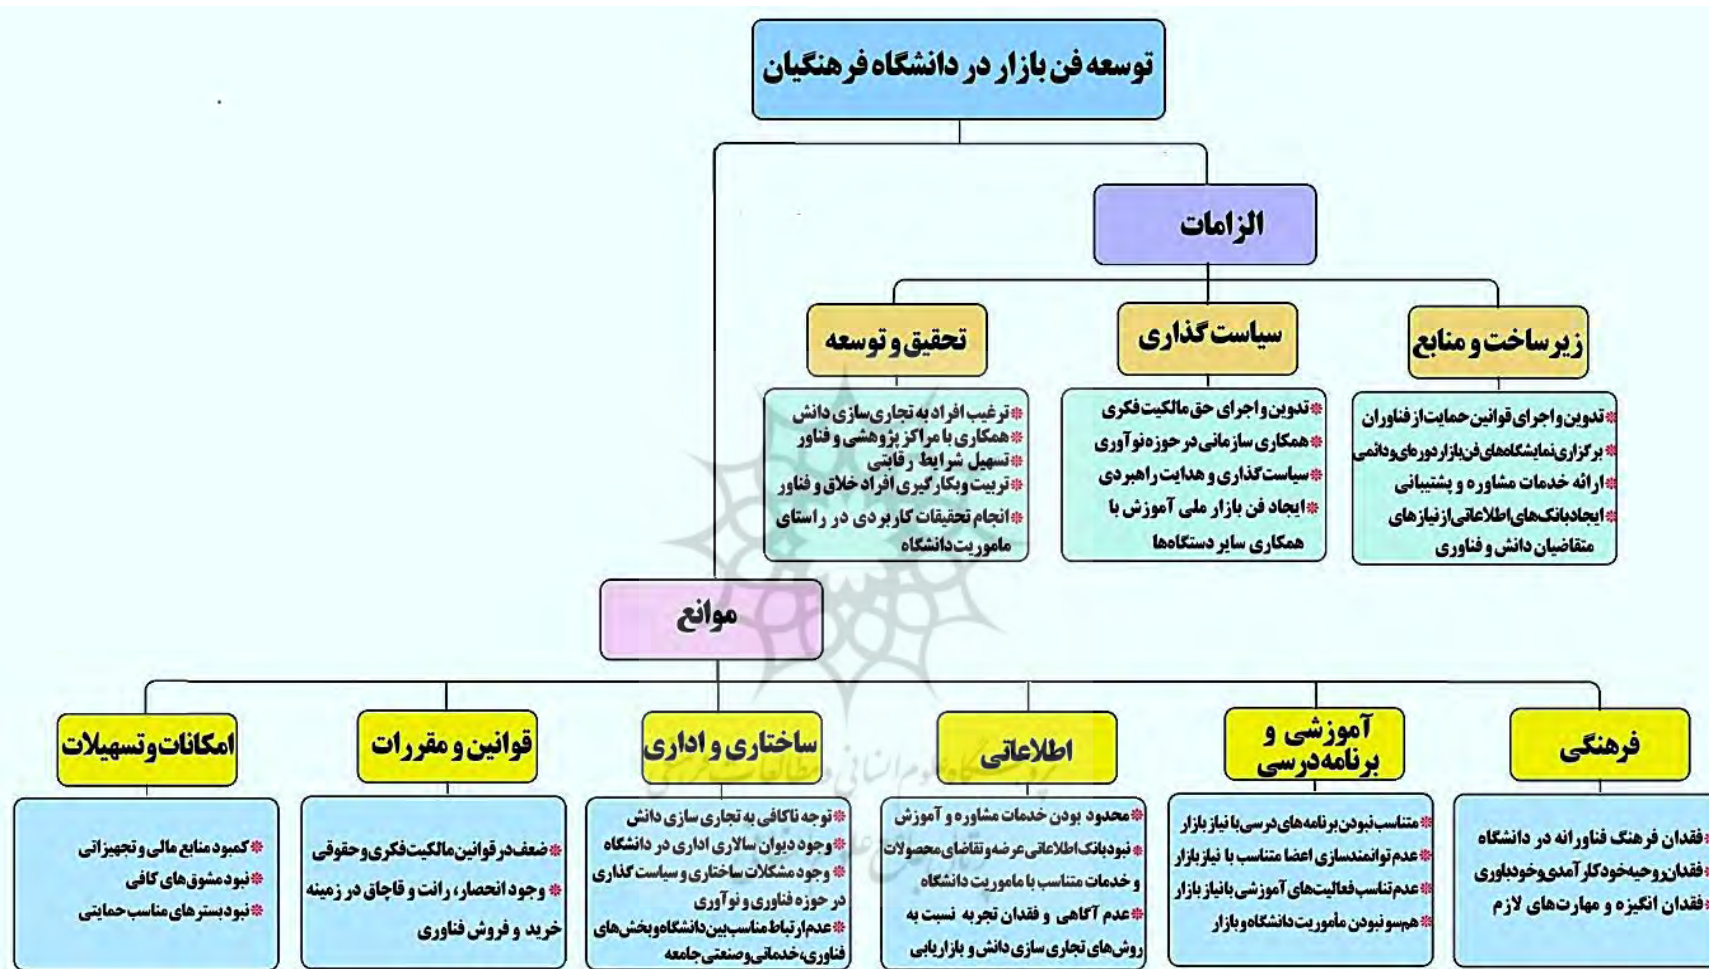 توسعه فن بازار در دانشگاه فرهنگیان
الزامات
زیرساخت و منابع
سیاست گذاری
تحقیق و توسعه
*تدوین و اجرای قوانین حمایت از فناوران
*برگزاری نمایشگاه‌های فن‌بازار دوره‌ای و دائمی
*ارائه خدمات مشاوره و پشتیبانی
*ایجاد بانک‌های اطلاعاتی از نیازهای
متقاضیان دانش و فناوری
*تدوین و اجرای حق مالکیت فکری
*همکاری سازمانی در حوزه نوآوری
*سیاست گذاری و هدایت راهبردی
*ایجاد فن بازار ملی آموزش با
همکاری سایر دستگاه‌ها
*ترغیب افراد به تجاری‌سازی دانش
*همکاری با مراکز پژوهشی و فناور
*تسهیل شرایط رقابتی
*تربیت وبکارگیری افراد خلاق و فناور
*انجام تحقیقات کاربردی در راستای
ماموریت دانشگاه
موانع
فرهنگی
آموزشی و
برنامه درسی
اطلاعاتی
ساختاری و اداری
قوانین و مقررات
امکانات و تسهیلات
*فقدان فرهنگ فناورانه در دانشگاه
*فقدان روحیه خودکارآمدی و خودباوری
*فقدان انگیزه و مهارت‌های لازم
*متناسب نبودن برنامه‌های درسی با نیاز بازار
*عدم توانمندسازی اعضا متناسب با نیاز بازار
*عدم تناسب فعالیت‌های آموزشی با نیاز بازار
*هم‌سو نبودن مأموریت دانشگاه و بازار
*محدود بودن خدمات مشاوره و آموزش
*نبود بانک اطلاعاتی عرضه و تقاضای محصولات
و خدمات متناسب با ماموریت دانشگاه
*عدم آگاهی و فقدان تجربه نسبت به
روش‌های تجاری سازی دانش و بازاریابی
*توجه ناکافی به تجاری سازی دانش
*وجود دیوان سالاری اداری در دانشگاه
*وجود مشکلات ساختاری و سیاست گذاری
در حوزه فناوری و نوآوری
*عدم ارتباط مناسب بین دانشگاه و بخش‌های
فناوری، خدماتی و صنعتی جامعه
*ضعف در قوانین مالکیت فکری و حقوقی
*وجود انحصار، رانت و قاچاق در زمینه
خرید و فروش فناوری
*کمبود منابع مالی و تجهیزاتی
*نبود مشوق‌های کافی
*نبود بسترهای مناسب حمایتی
پژوهشگاه علوم انسانی و مطالعات فرهنگی